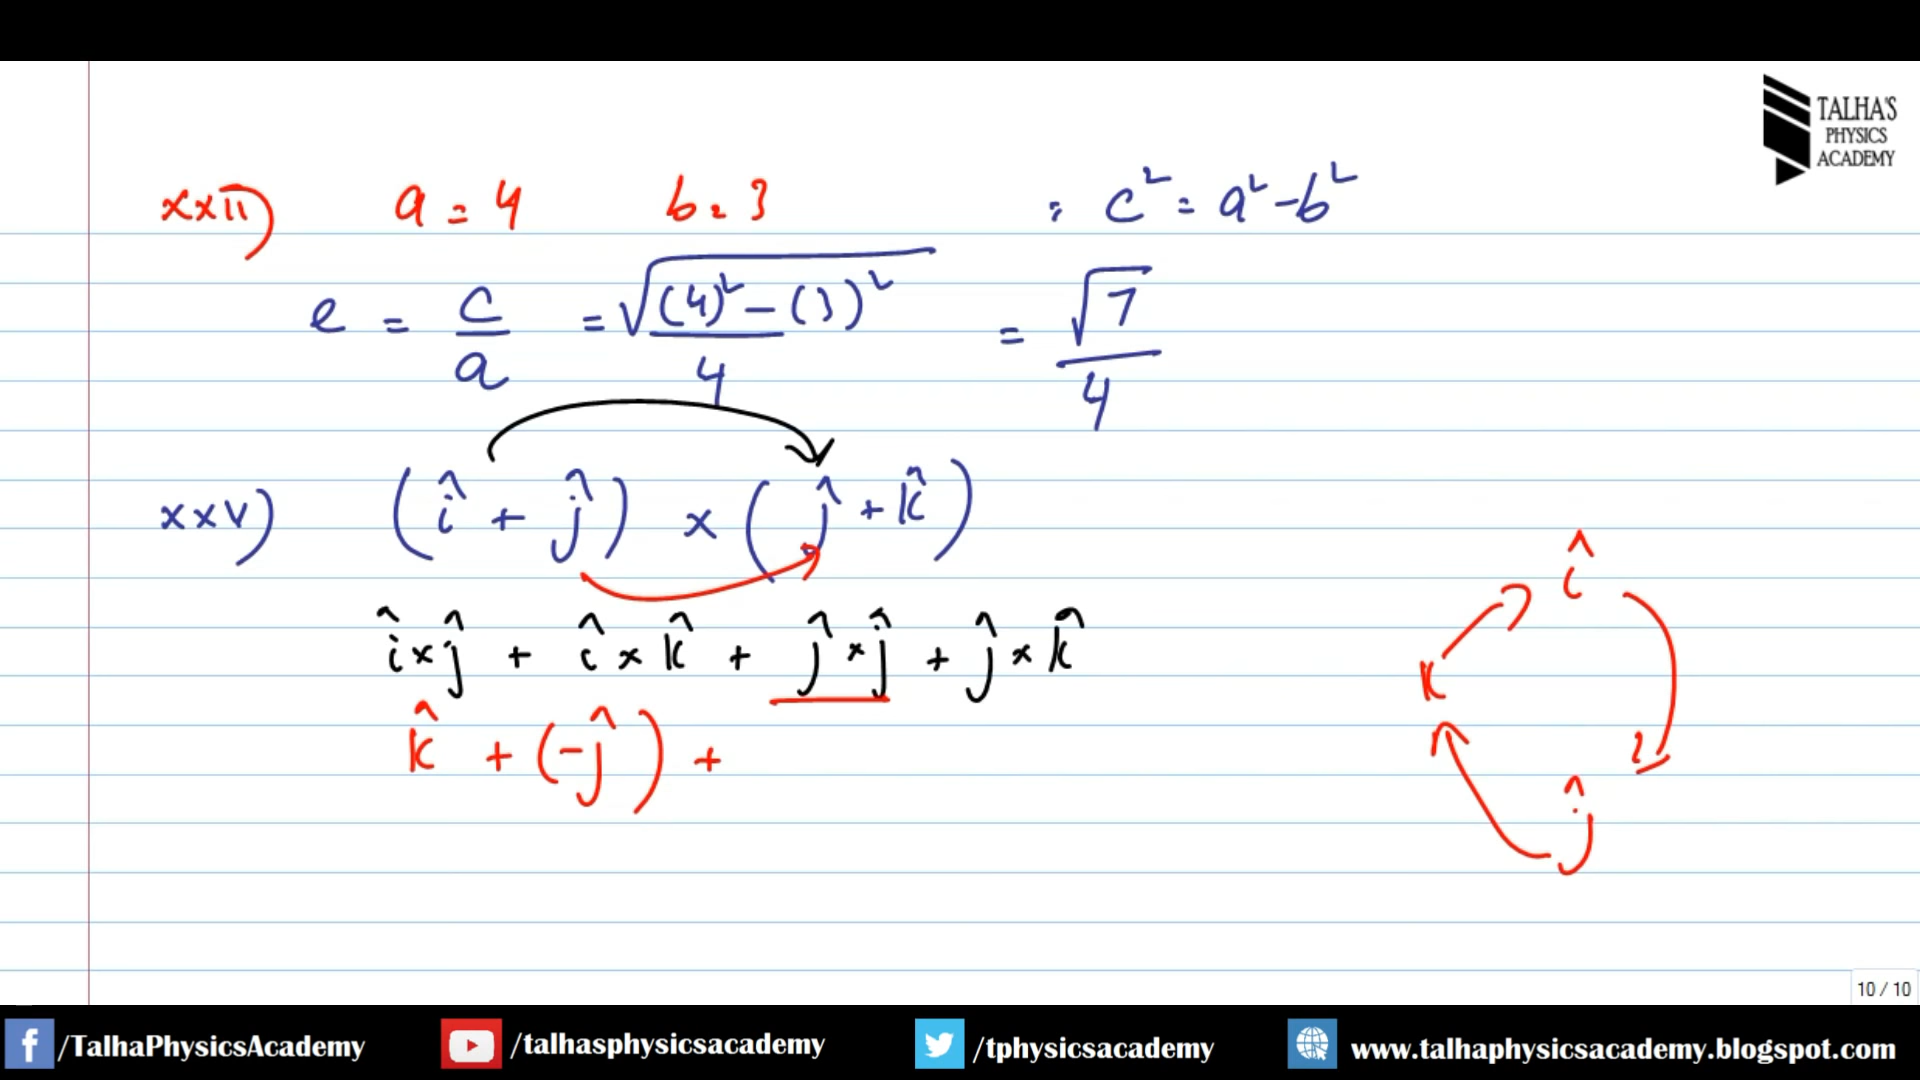 TALHA'S
PHYSICS
ACADEMY
xxii) a = 4 b = 3 : c² = a² - b²
e = c/a = √((4)² - (3)²)/4 = √7/4
xxv) (î + ĵ) × (ĵ + k̂)
î × ĵ + î × k̂ + ĵ × ĵ + ĵ × k̂
k̂ + (-ĵ) +
î
k
ĵ
10 / 10
/TalhaPhysicsAcademy /talhasphysicsacademy /tphysicsacademy www.talhaphysicsacademy.blogspot.com